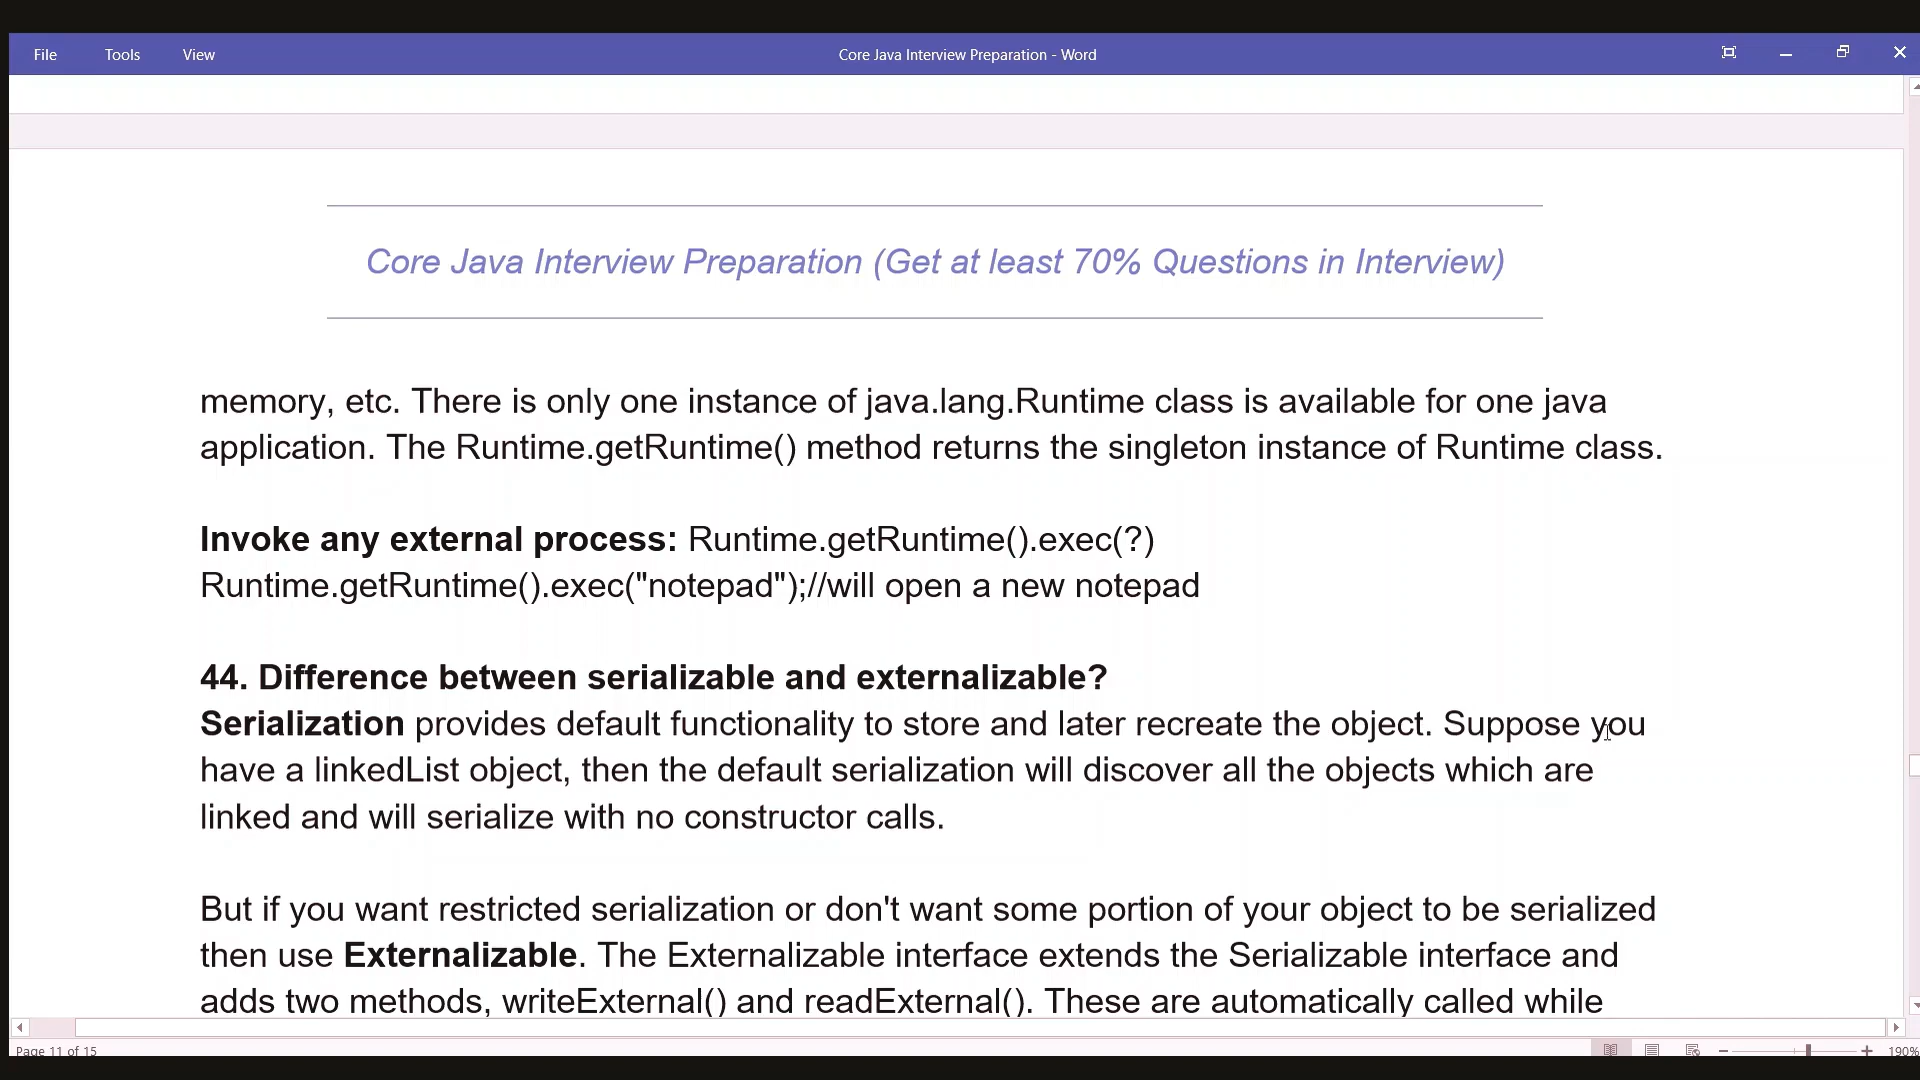 File Tools View Core Java Interview Preparation - Word
Core Java Interview Preparation (Get at least 70% Questions in Interview)
memory, etc. There is only one instance of java.lang.Runtime class is available for one java
application. The Runtime.getRuntime() method returns the singleton instance of Runtime class.
Invoke any external process: Runtime.getRuntime().exec(?)
Runtime.getRuntime().exec("notepad");//will open a new notepad
44. Difference between serializable and externalizable?
Serialization provides default functionality to store and later recreate the object. Suppose you
have a linkedList object, then the default serialization will discover all the objects which are
linked and will serialize with no constructor calls.
But if you want restricted serialization or don't want some portion of your object to be serialized
then use Externalizable. The Externalizable interface extends the Serializable interface and
adds two methods, writeExternal() and readExternal(). These are automatically called while
Page 11 of 15 190%